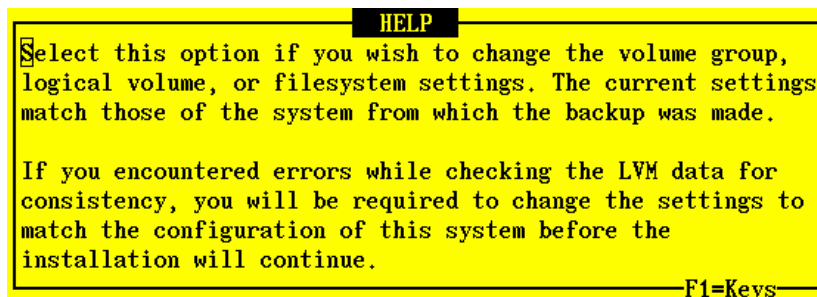 HELP
Select this option if you wish to change the volume group,
logical volume, or filesystem settings. The current settings
match those of the system from which the backup was made.
If you encountered errors while checking the LVM data for
consistency, you will be required to change the settings to
match the configuration of this system before the
installation will continue.
F1=Keys